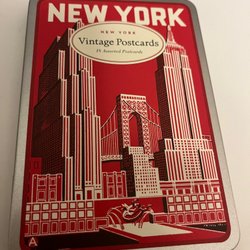 NEW YORK
NEW YORK
Vintage Postcards
18 Assorted Postcards
A